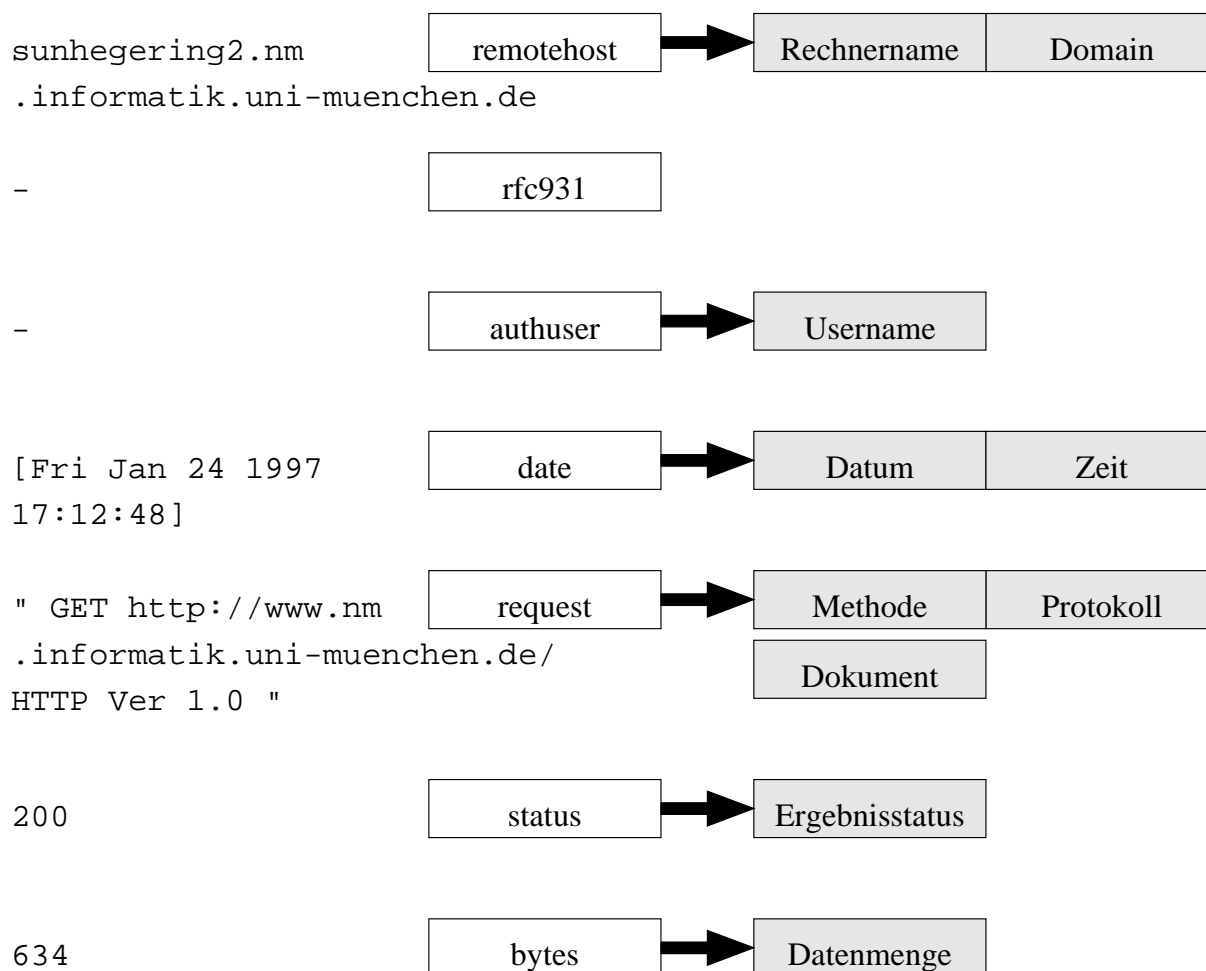 sunhegering2.nm remotehost Rechnername Domain
.informatik.uni-muenchen.de
- rfc931
- authuser Username
[Fri Jan 24 1997 date Datum Zeit
17:12:48]
" GET http://www.nm request Methode Protokoll
.informatik.uni-muenchen.de/ Dokument
HTTP Ver 1.0 "
200 status Ergebnisstatus
634 bytes Datenmenge